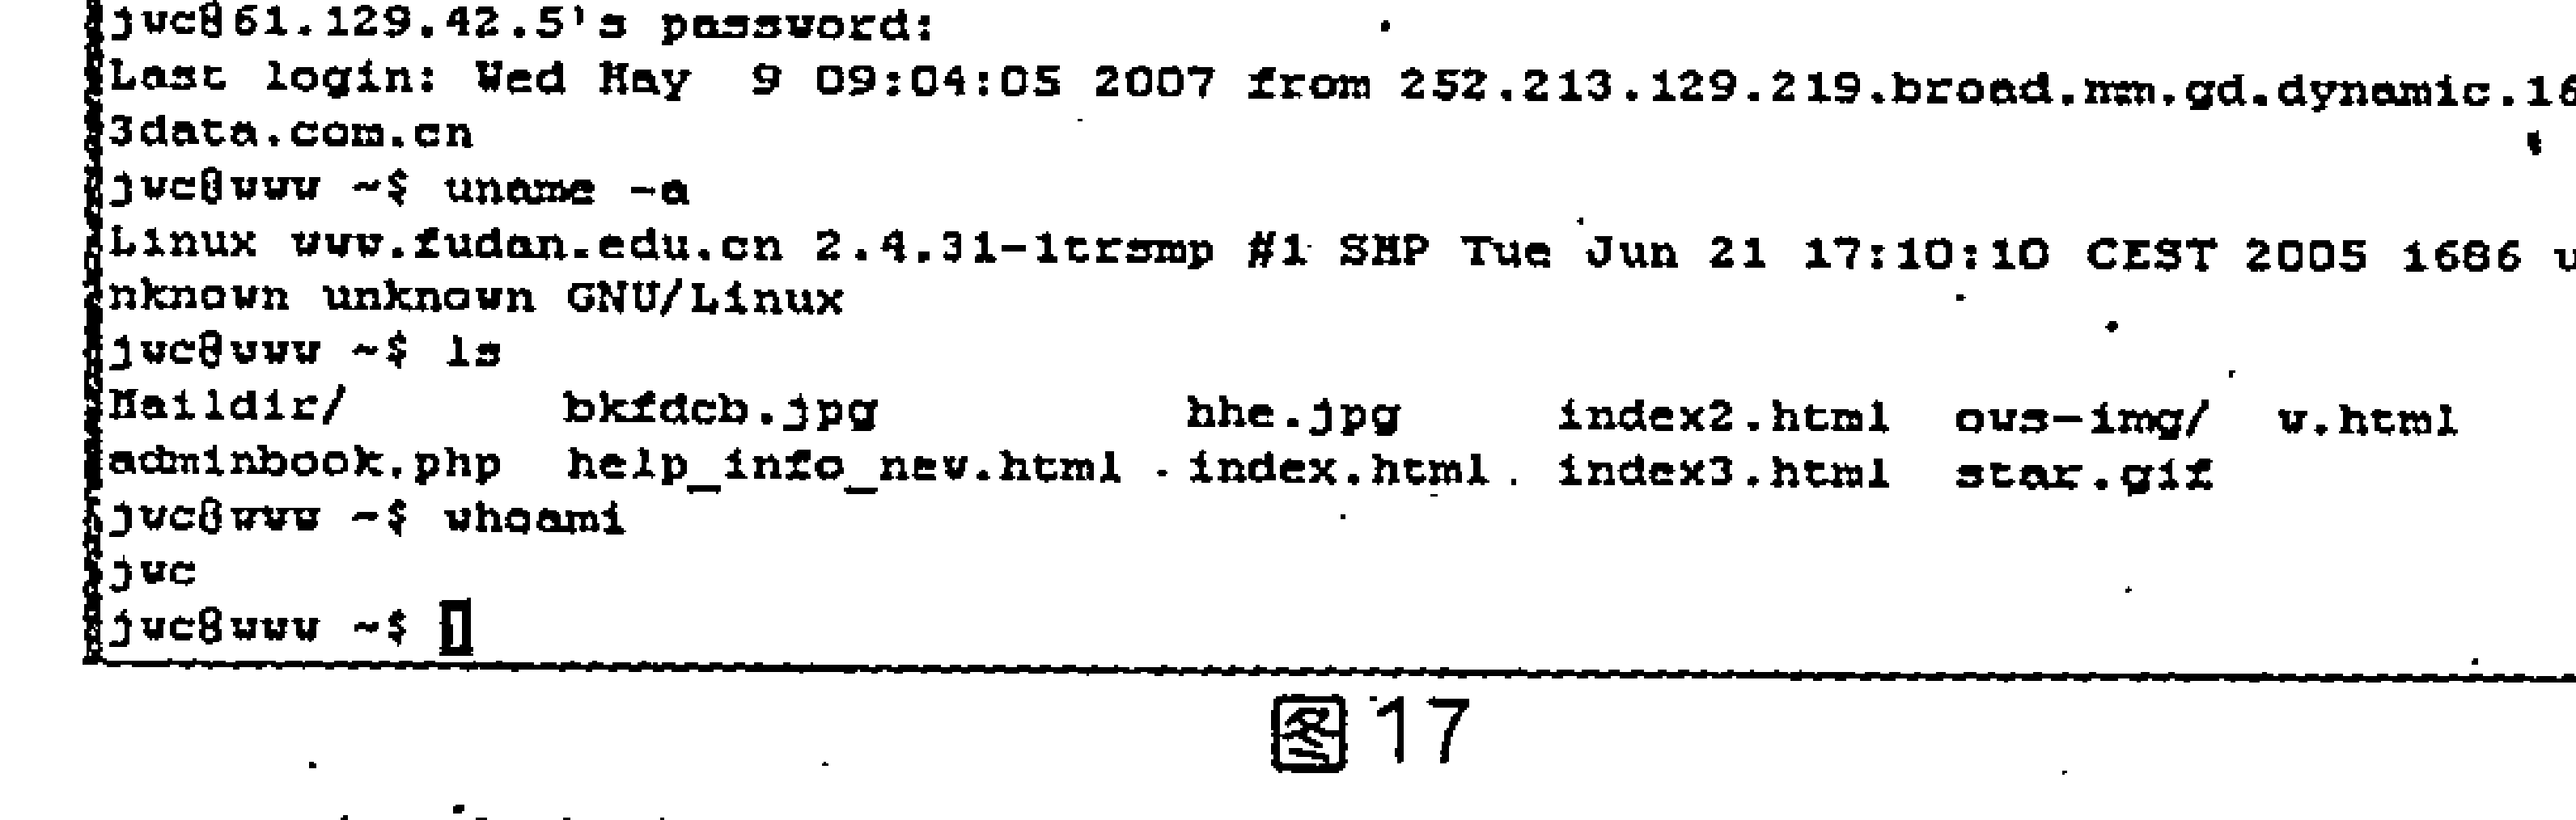 jwc@61.129.42.5's password:
Last login: Wed May  9 09:04:05 2007 from 252.213.129.219.broad.mm.gd.dynamic.16
3data.com.cn
jwc@www ~$ uname -a
Linux www.fudan.edu.cn 2.4.31-1trsmp #1 SMP Tue Jun 21 17:10:10 CEST 2005 i686 u
nknown unknown GNU/Linux
jwc@www ~$ ls
Maildir/ bkfdcb.jpg hhe.jpg index2.html ows-img/ w.html
adminbook.php help_info_new.html index.html index3.html star.gif
jwc@www ~$ whoami
jwc
jwc@www ~$
图17